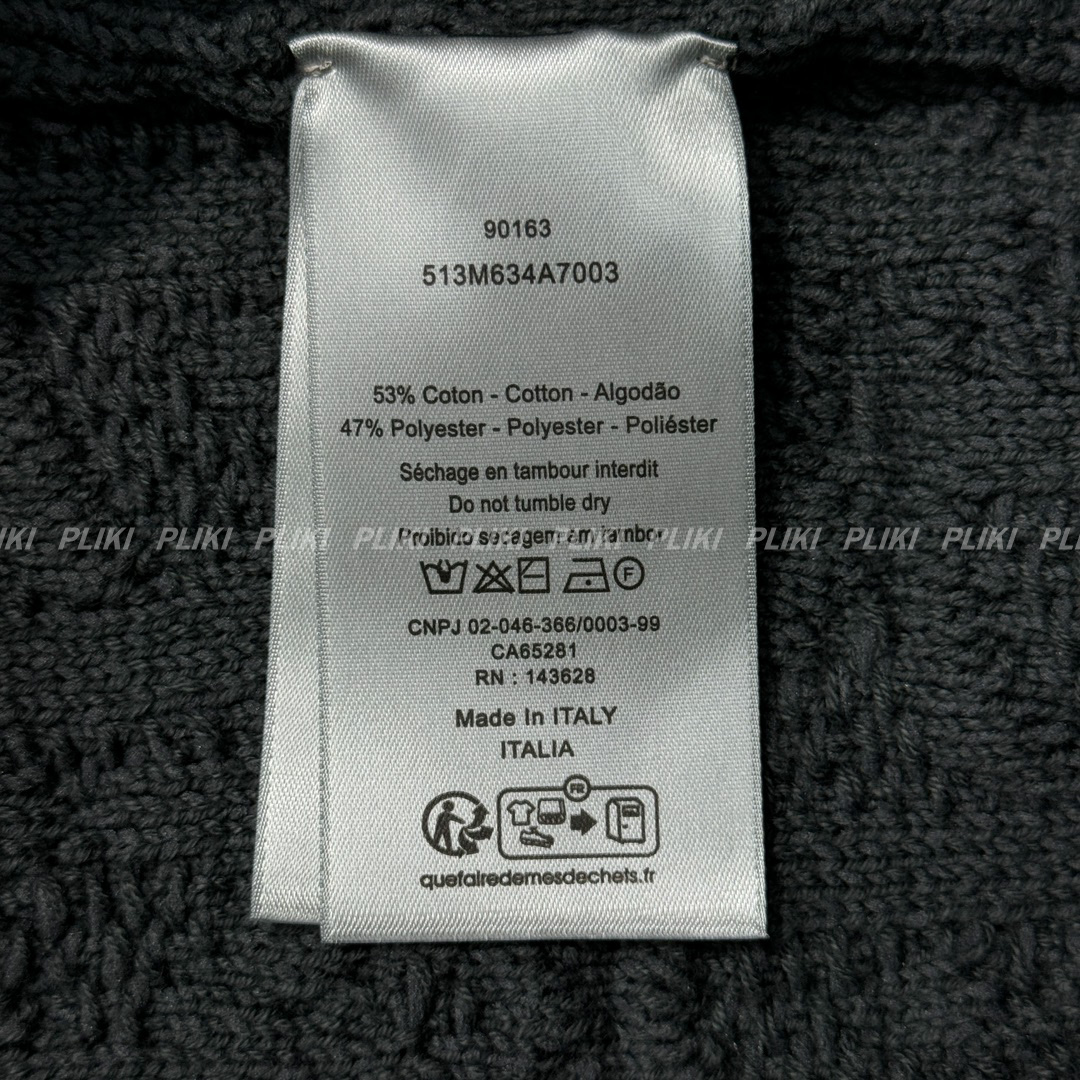 90163
513M634A7003
53% Coton - Cotton - Algodão
47% Polyester - Polyester - Poliéster
Séchage en tambour interdit
Do not tumble dry
Proibido secagem em tambor
PLIKI PLIKI PLIKI PLIKI PLIKI PLIKI PLIKI PLIKI PLIKI PLIKI
F
CNPJ 02-046-366/0003-99
CA65281
RN : 143628
Made In ITALY
ITALIA
FR
quefairedemesdechets.fr